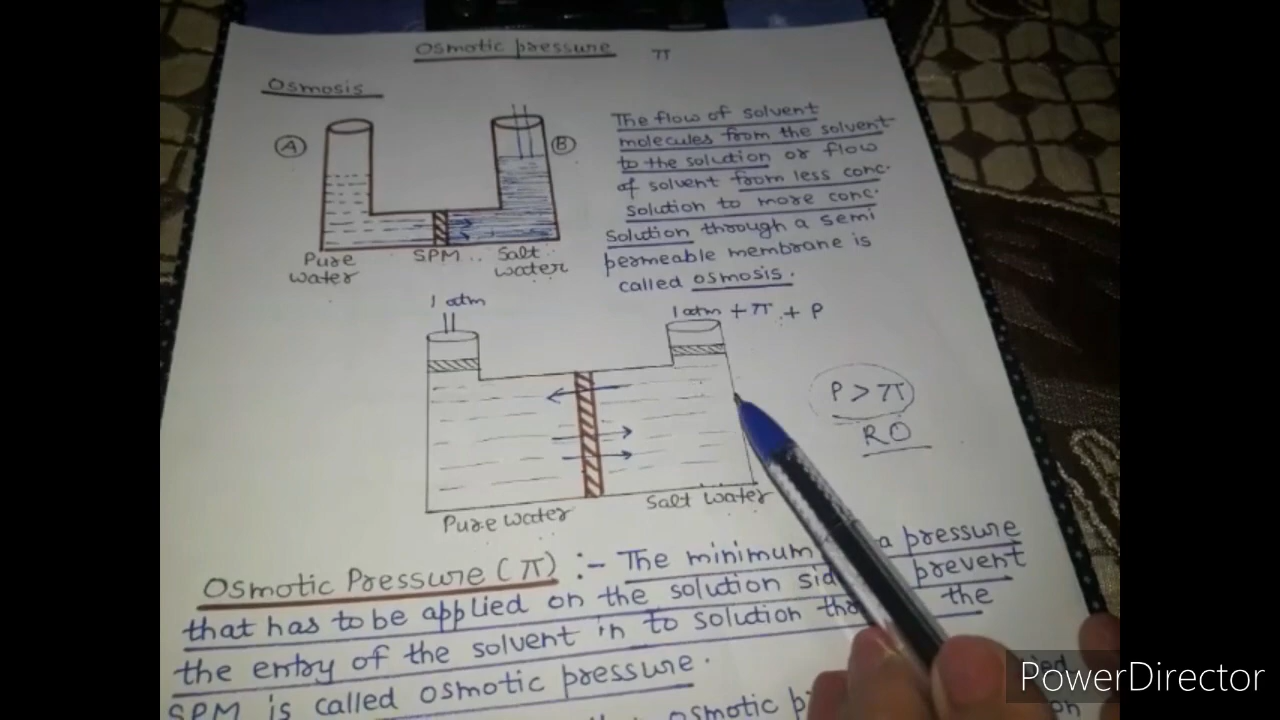 Osmotic pressure π
Osmosis
A
B
Pure water
SPM..
Salt water
The flow of solvent
molecules from the solvent
to the solution or flow
of solvent from less conc.
solution to more conc.
solution through a semi
permeable membrane is
called osmosis.
1 atm
1 atm + π + P
P > π
RO
Pure water
Salt water
Osmotic Pressure (π) :- The minimum a pressure
that has to be applied on the solution prevent
the entry of the solvent in to solution the
SPM is called osmotic pressure.
osmotic
PowerDirector